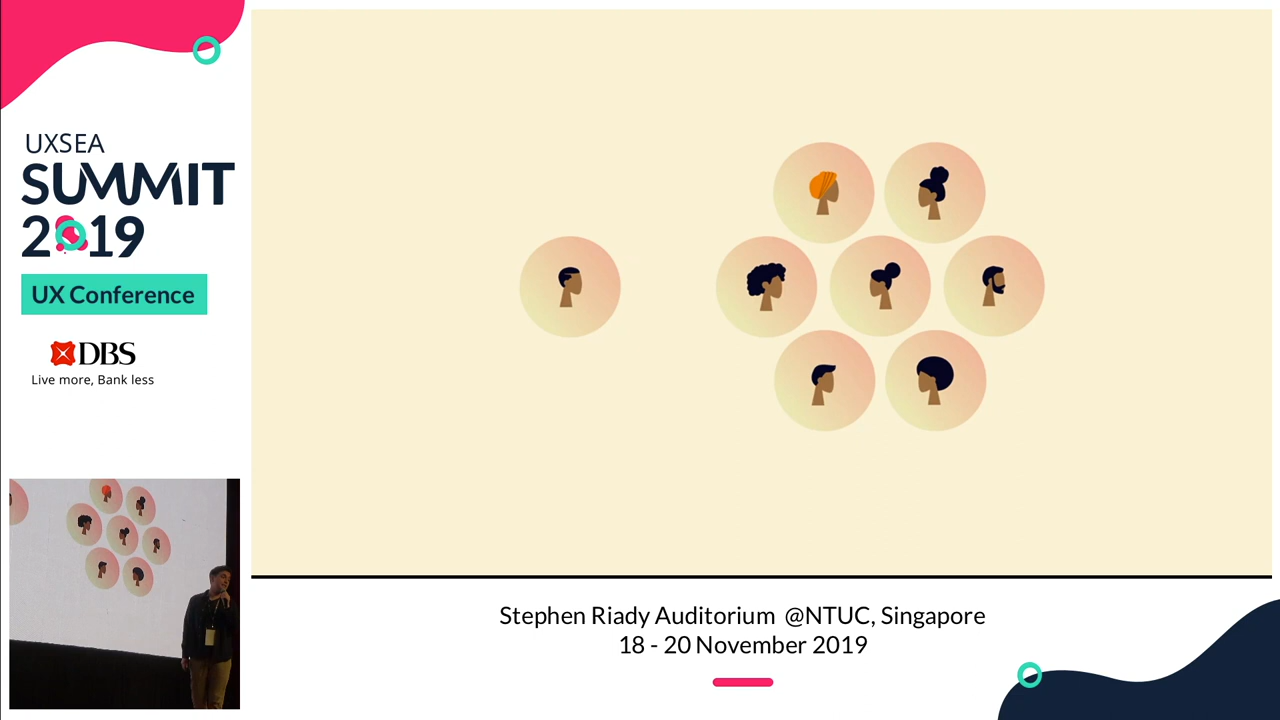 UXSEA
SUMMIT
2019
UX Conference
DBS
Live more, Bank less
Stephen Riady Auditorium @NTUC, Singapore
18 - 20 November 2019